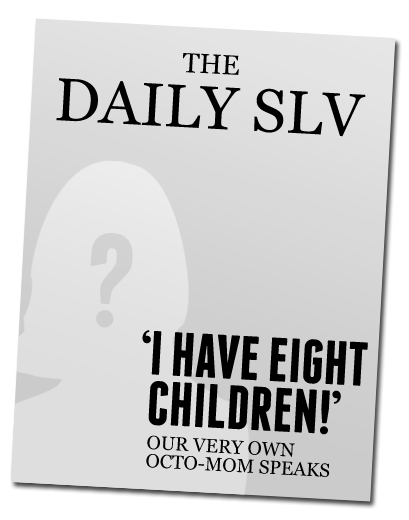 THE
DAILY SLV
?
‘I HAVE EIGHT
CHILDREN!’
OUR VERY OWN
OCTO-MOM SPEAKS